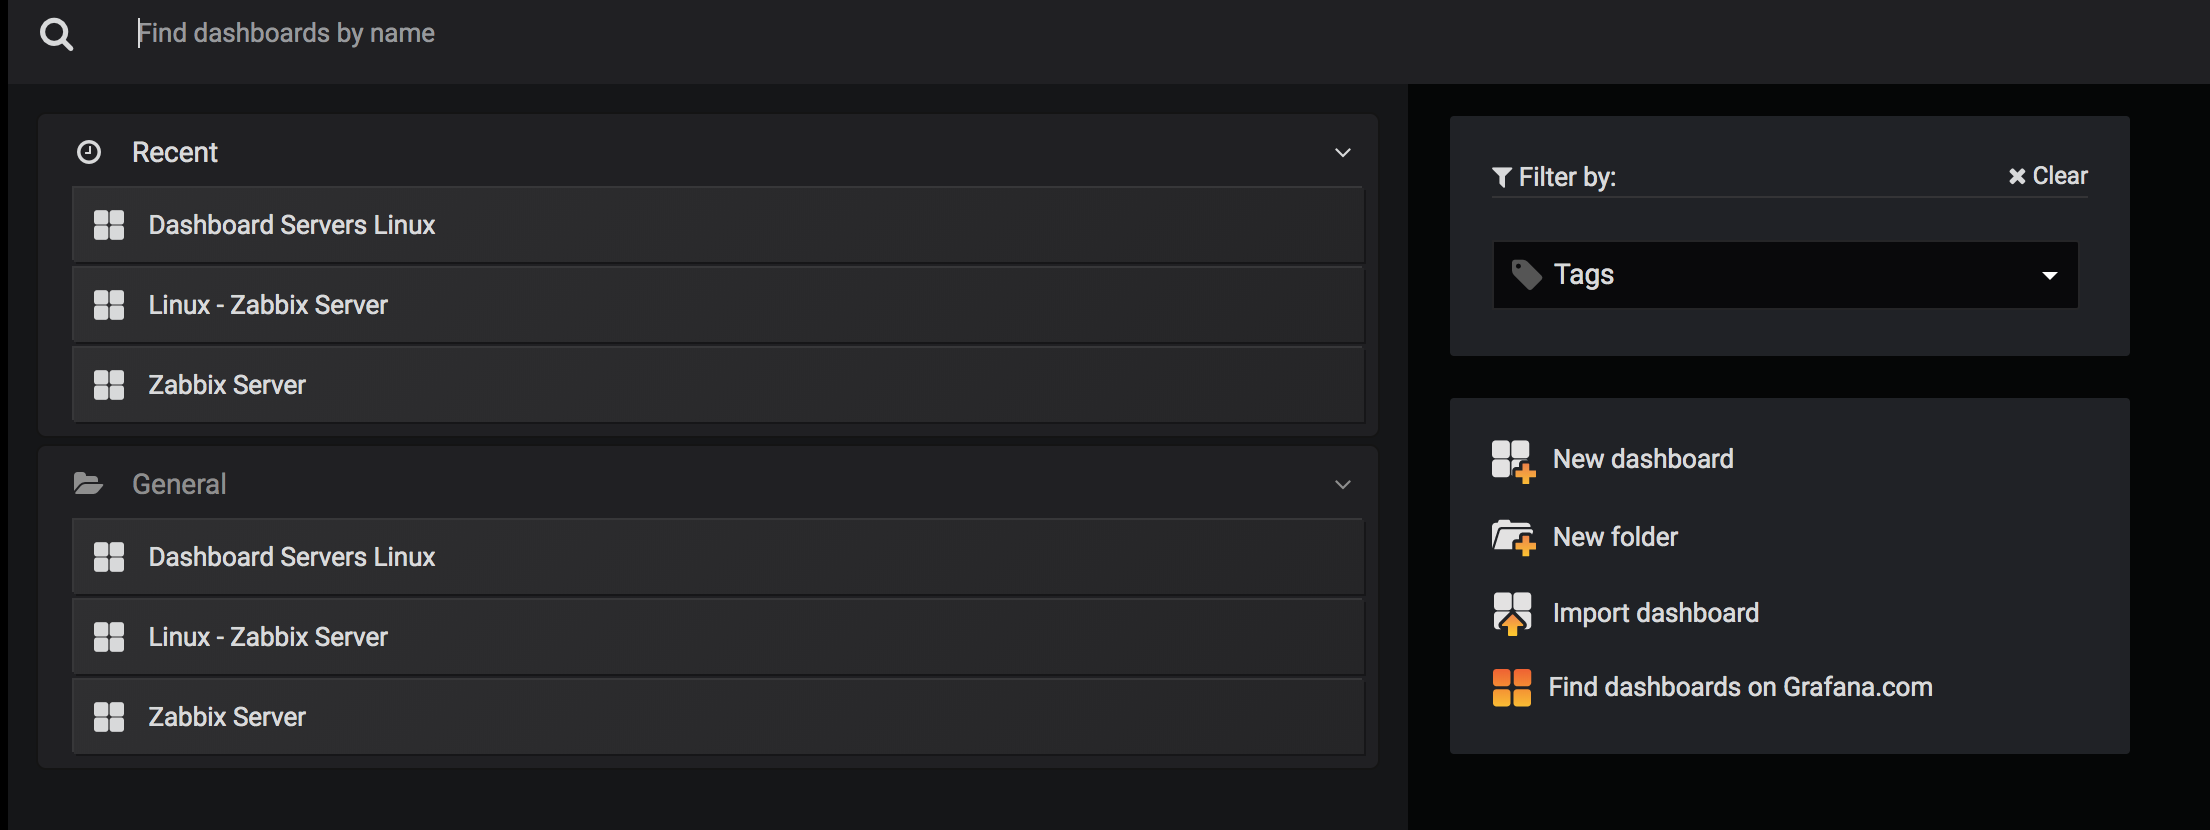 Find dashboards by name
Recent
Dashboard Servers Linux
Linux - Zabbix Server
Zabbix Server
General
Dashboard Servers Linux
Linux - Zabbix Server
Zabbix Server
Filter by:
Clear
Tags
New dashboard
New folder
Import dashboard
Find dashboards on Grafana.com